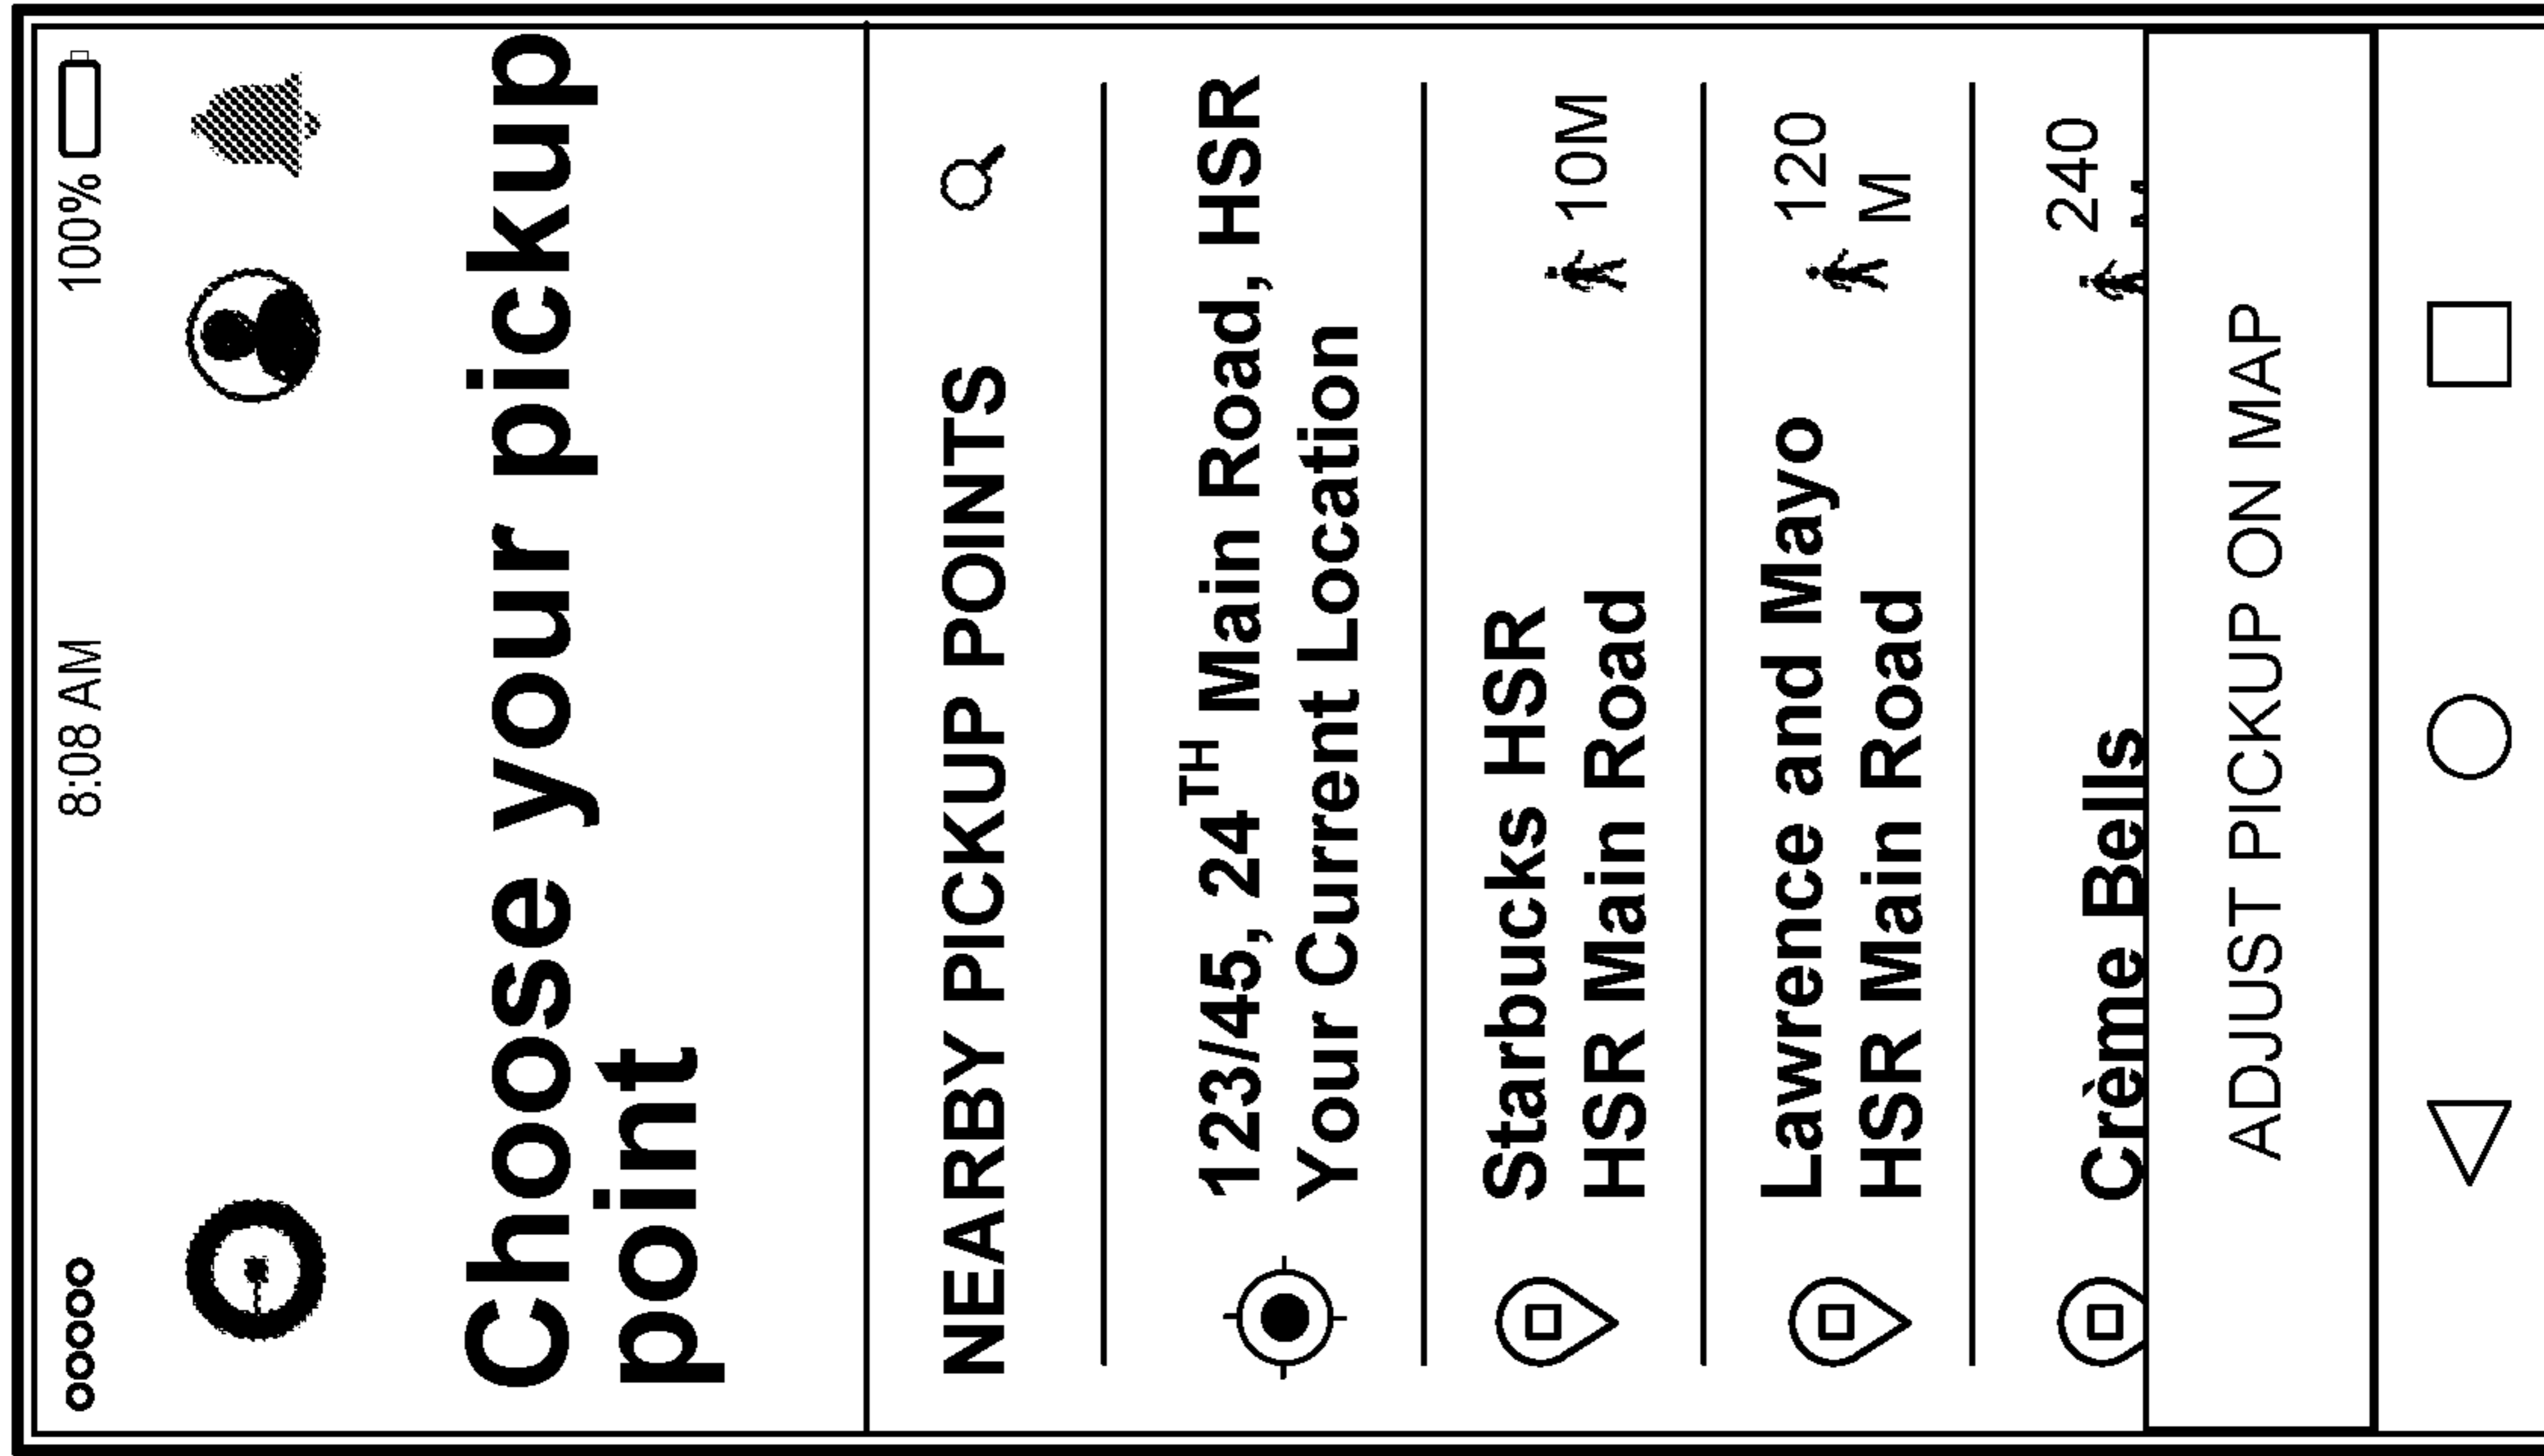 8:08 AM 100%
Choose your pickup
point
NEARBY PICKUP POINTS
123/45, 24TH Main Road, HSR
Your Current Location
Starbucks HSR
HSR Main Road
10M
Lawrence and Mayo
HSR Main Road
120
M
Crème Bells
240
ADJUST PICKUP ON MAP